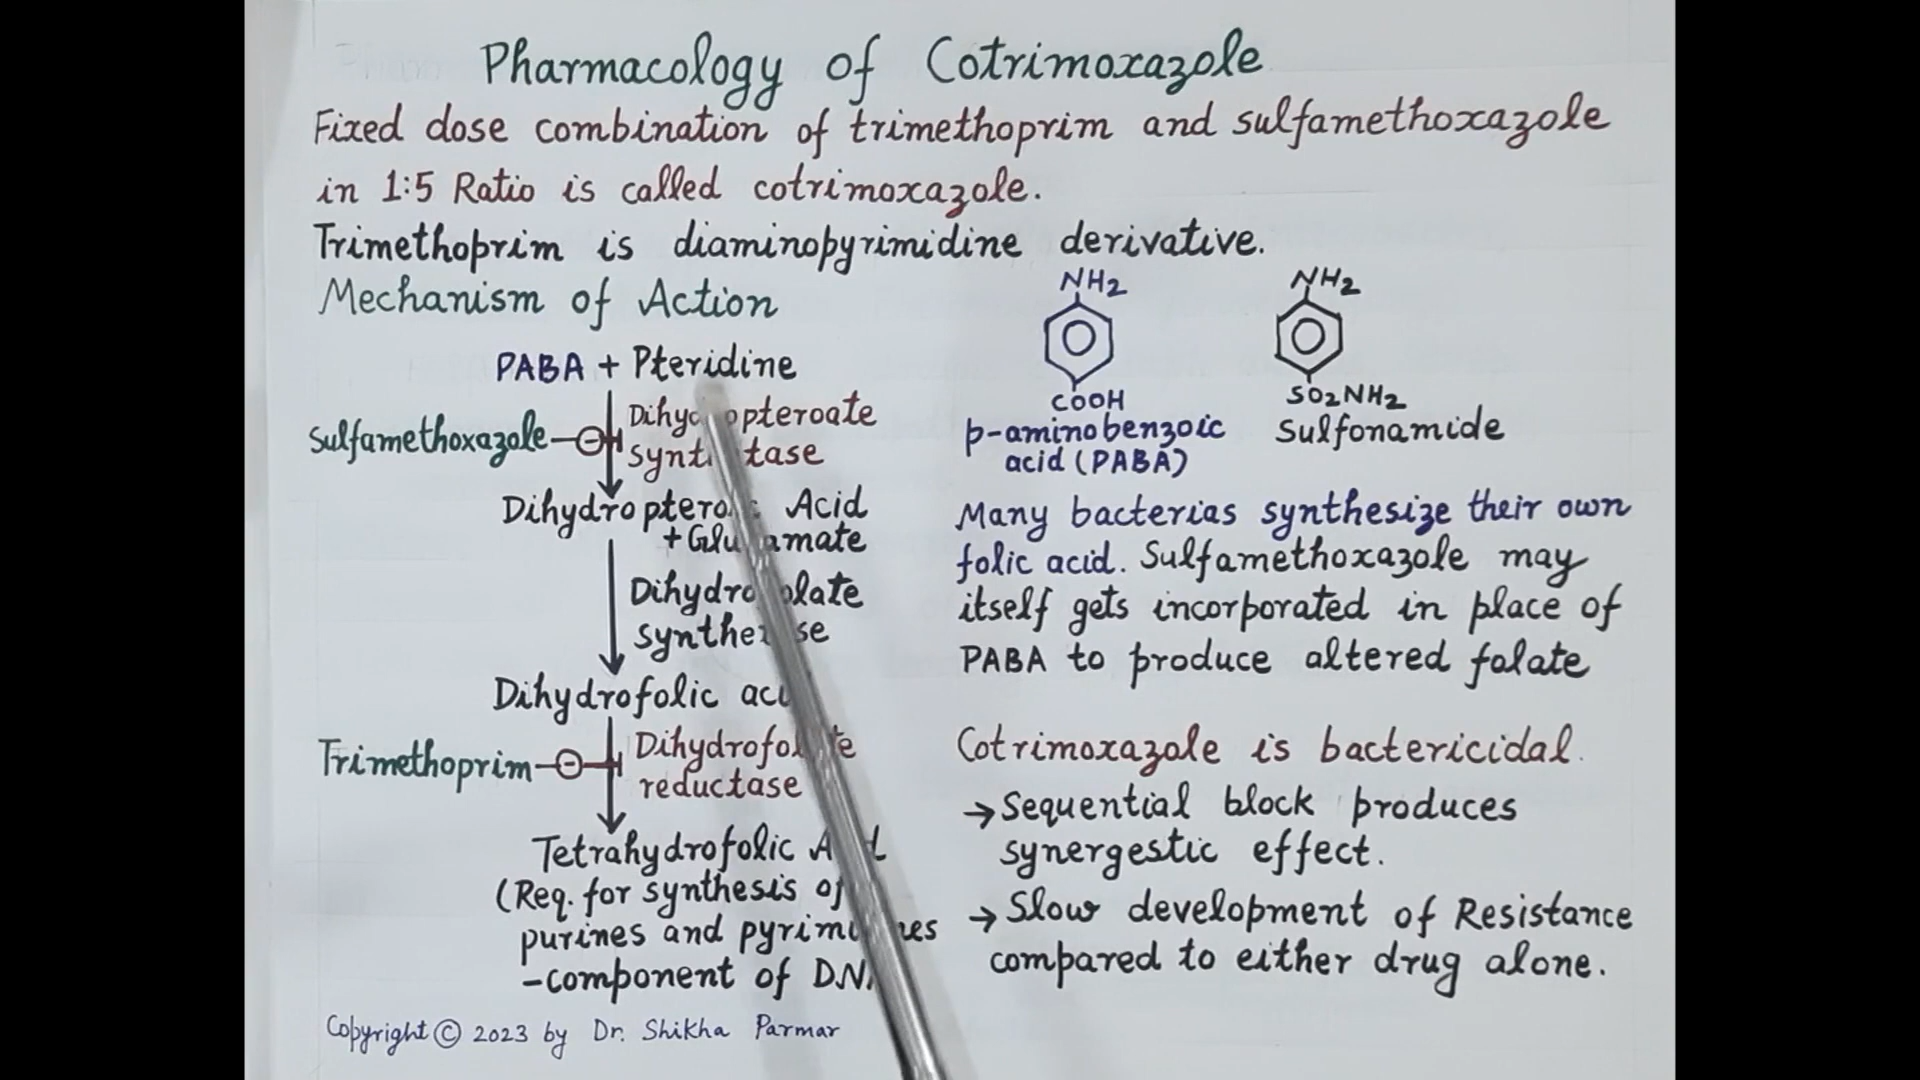 Pharmacology of Cotrimoxazole
Fixed dose combination of trimethoprim and sulfamethoxazole
in 1:5 Ratio is called cotrimoxazole.
Trimethoprim is diaminopyrimidine derivative.
Mechanism of Action
PABA + Pteridine
Sulfamethoxazole
Acid
+
Dihydrofolic
Trimethoprim
reductase
Tetrahydrofolic
(Req. for synthesis of
purines and
-component of
NH2
COOH
p-aminobenzoic
acid (PABA)
NH2
SO2NH2
Sulfonamide
Many bacterias synthesize their own
folic acid. Sulfamethoxazole may
itself gets incorporated in place of
PABA to produce altered folate
Cotrimoxazole is bactericidal.
→ Sequential block produces
synergestic effect.
→ Slow development of Resistance
compared to either drug alone.
Copyright © 2023 by Dr. Shikha Parmar